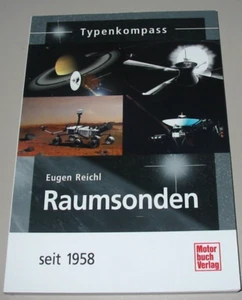 Typenkompass
Eugen Reichl
Raumsonden
seit 1958
Motor
buch
Verlag